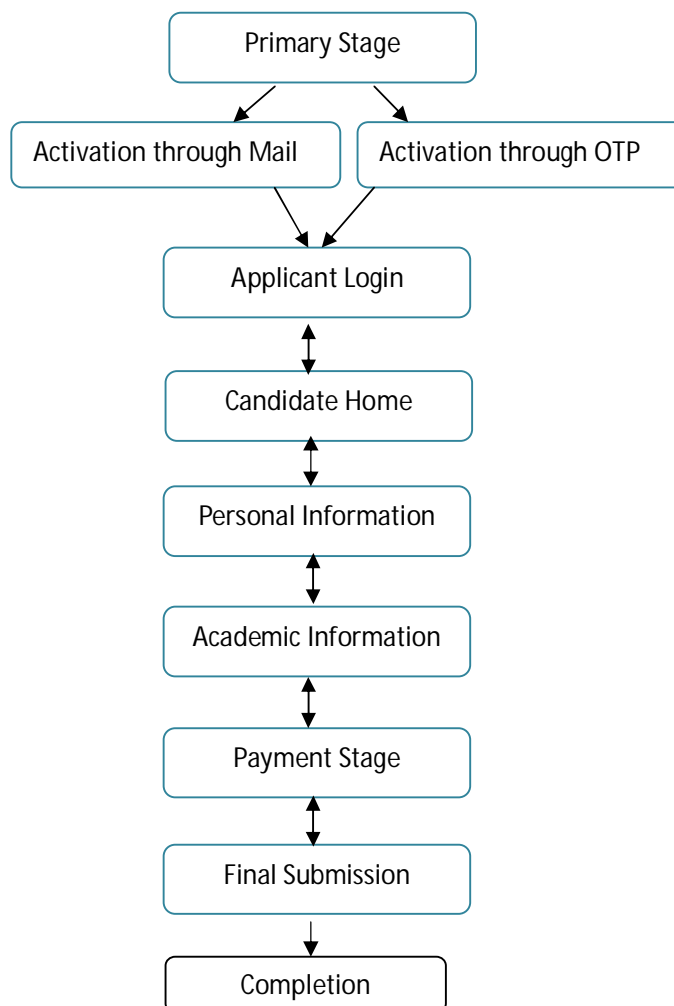 Primary Stage
Activation through Mail
Activation through OTP
Applicant Login
Candidate Home
Personal Information
Academic Information
Payment Stage
Final Submission
Completion